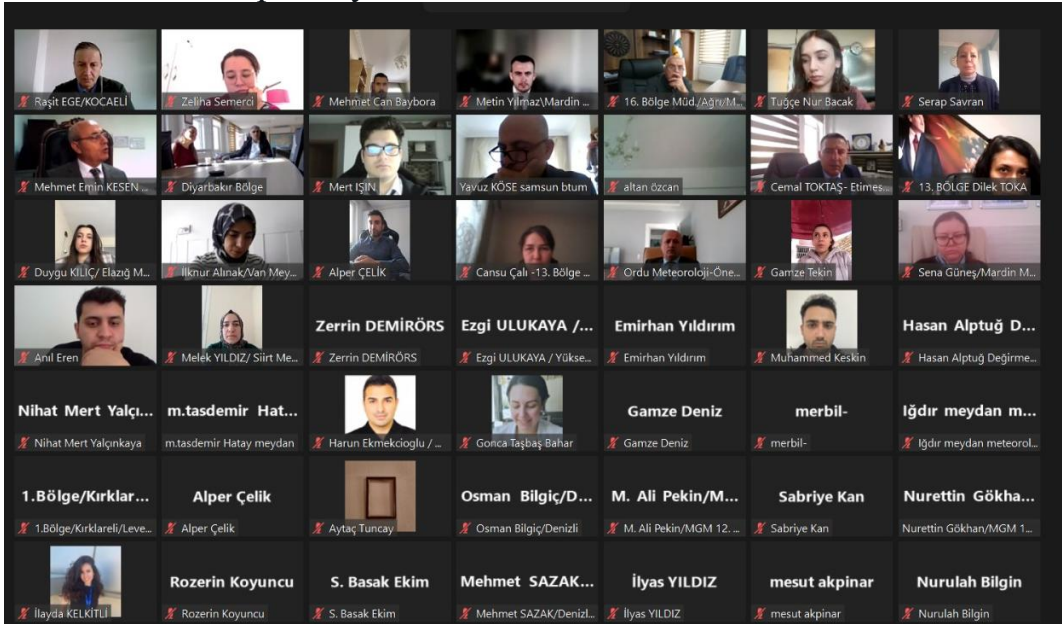 Raşit EGE/KOCAELİ
Zeliha Semerci
Mehmet Can Baybora
Metin Yılmaz\Mardin ...
16. Bölge Müd./Ağrı/M...
Tuğçe Nur Bacak
Serap Savran
Mehmet Emin KESEN ...
Diyarbakır Bölge
Mert IŞIN
Yavuz KÖSE samsun btum
altan özcan
Cemal TOKTAŞ- Etimes...
13. BÖLGE Dilek TOKA
Duygu KILIÇ/ Elazığ M...
İlknur Alınak/Van Mey...
Alper ÇELİK
Cansu Çalı -13. Bölge ...
Ordu Meteoroloji-Öne...
Gamze Tekin
Sena Güneş/Mardin M...
Anıl Eren
Melek YILDIZ/ Siirt Me...
Zerrin DEMİRÖRS
Zerrin DEMİRÖRS
Ezgi ULUKAYA /...
Ezgi ULUKAYA / Yükse...
Emirhan Yıldırım
Emirhan Yıldırım
Muhammed Keskin
Hasan Alptuğ D...
Hasan Alptuğ Değirme...
Nihat Mert Yalçı...
Nihat Mert Yalçınkaya
m.tasdemir Hat...
m.tasdemir Hatay meydan
Harun Ekmekcioglu / ...
Gonca Taşbaş Bahar
Gamze Deniz
Gamze Deniz
merbil-
merbil-
Iğdır meydan m...
Iğdır meydan meteorol...
1.Bölge/Kırklar...
1.Bölge/Kırklareli/Leve...
Alper Çelik
Alper Çelik
Aytaç Tuncay
Osman Bilgiç/D...
Osman Bilgiç/Denizli
M. Ali Pekin/M...
M. Ali Pekin/MGM 12. ...
Sabriye Kan
Sabriye Kan
Nurettin Gökha...
Nurettin Gökhan/MGM 1...
İlayda KELKİTLİ
Rozerin Koyuncu
Rozerin Koyuncu
S. Basak Ekim
S. Basak Ekim
Mehmet SAZAK...
Mehmet SAZAK/Denizl...
İlyas YILDIZ
İlyas YILDIZ
mesut akpinar
mesut akpinar
Nurulah Bilgin
Nurulah Bilgin